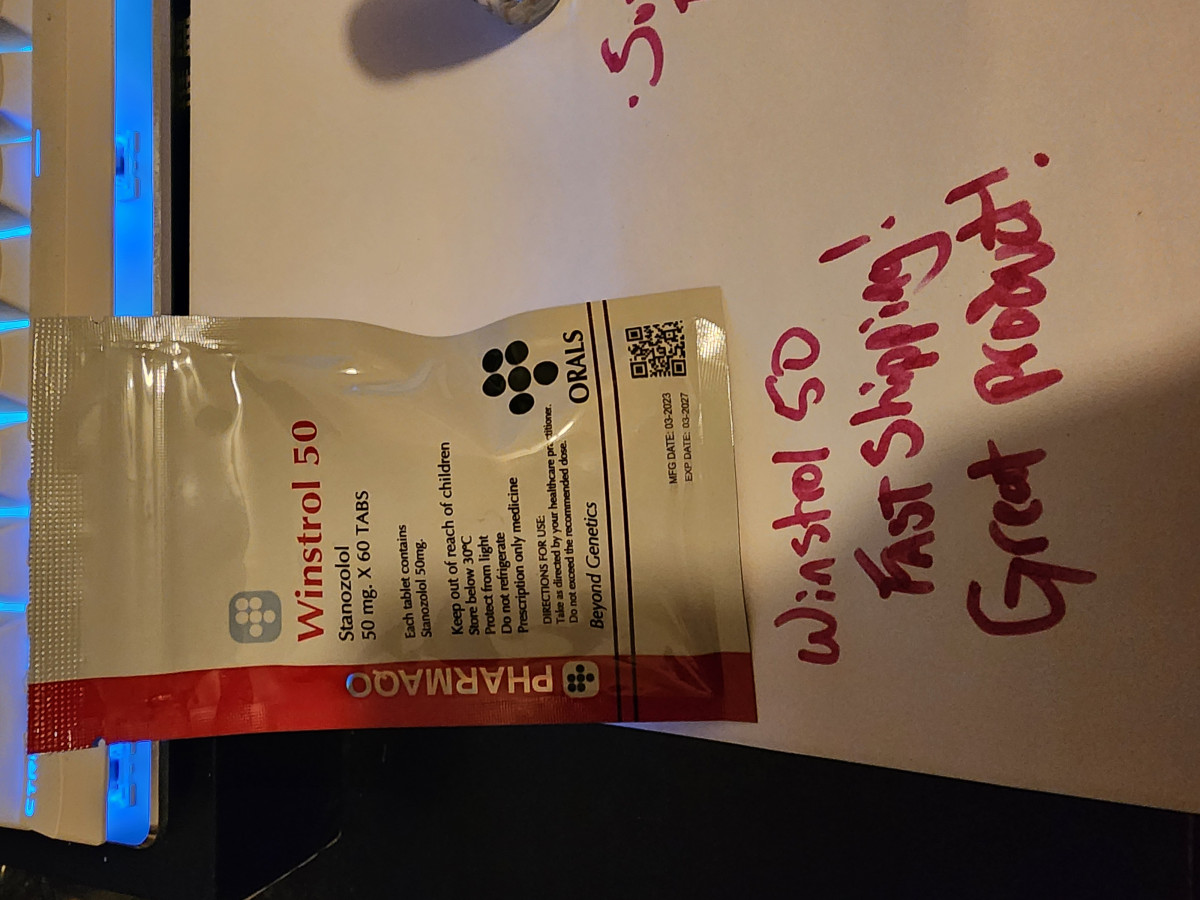 Winstrol 50
Stanozolol
50 mg. X 60 TABS
Each tablet contains
Stanozolol 50mg.
Keep out of reach of children
Store below 30°C
Protect from light
Do not refrigerate
Prescription only medicine
DIRECTIONS FOR USE:
Take as directed by your healthcare practitioner.
Do not exceed the recommended dose.
Beyond Genetics
ORALS
MFG DATE: 03-2023
EXP DATE: 03-2027
PHARMAQO
Winstrol 50
FAST Shipping!
Great product.
CTRL